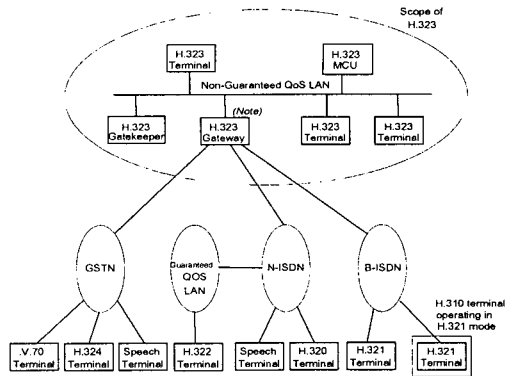 Scope of
H.323
H.323
Terminal
H.323
MCU
Non-Guaranteed QoS LAN
(Note)
H.323
Gatekeeper
H.323
Gateway
H.323
Terminal
H.323
Terminal
GSTN
Guaranteed
QOS
LAN
N-ISDN
B-ISDN
H.310 terminal
operating in
H.321 mode
.V.70
Terminal
H.324
Terminal
Speech
Terminal
H.322
Terminal
Speech
Terminal
H.320
Terminal
H.321
Terminal
H.321
Terminal